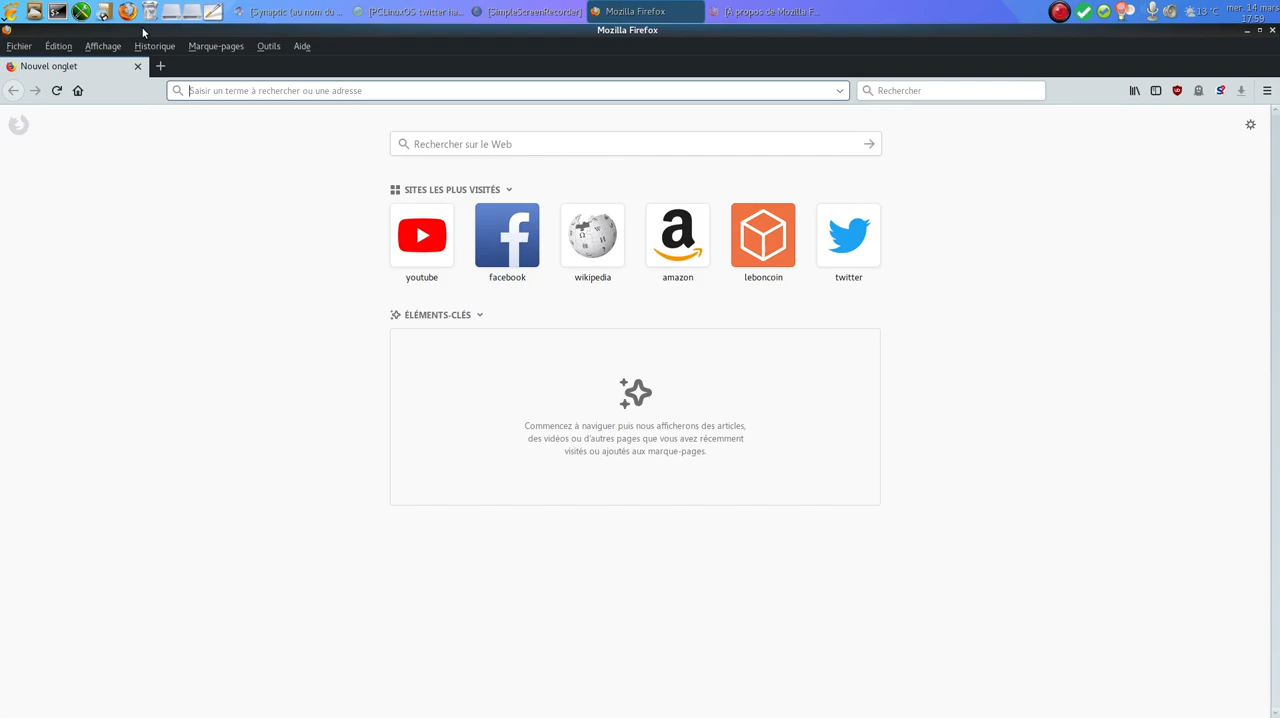 [Synaptic (au nom du ... [PCLinuxOS twitter ha... [SimpleScreenRecorder] Mozilla Firefox [À propos de Mozilla F... 13 °C mer. 14 mars
17:59
Mozilla Firefox
Fichier Édition Affichage Historique Marque-pages Outils Aide
Nouvel onglet
Saisir un terme à rechercher ou une adresse Rechercher
Rechercher sur le Web
SITES LES PLUS VISITÉS
youtube facebook wikipedia amazon leboncoin twitter
ÉLÉMENTS-CLÉS
Commencez à naviguer puis nous afficherons des articles,
des vidéos ou d'autres pages que vous avez récemment
visités ou ajoutés aux marque-pages.